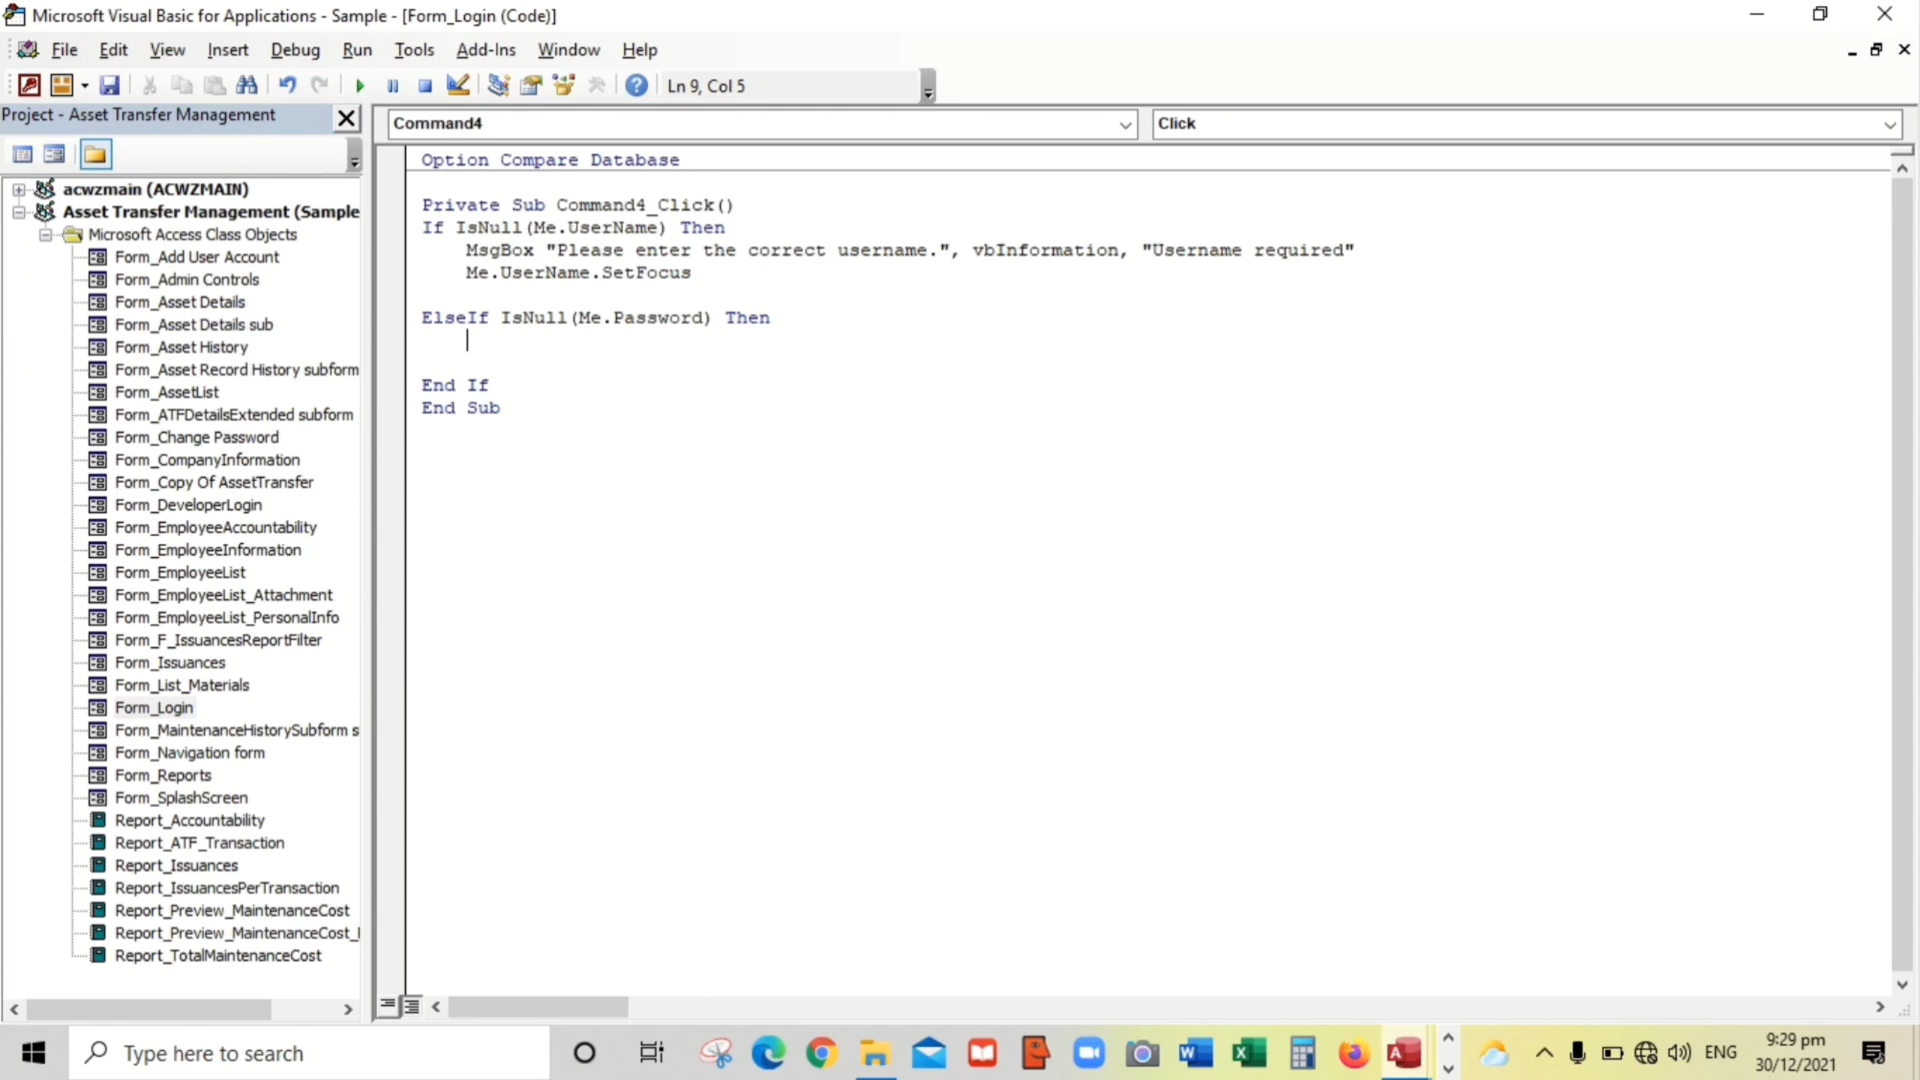 Microsoft Visual Basic for Applications - Sample - [Form_Login (Code)]
File Edit View Insert Debug Run Tools Add-Ins Window Help
Ln 9, Col 5
Project - Asset Transfer Management
Command4
Click
acwzmain (ACWZMAIN)
Asset Transfer Management (Sample
Microsoft Access Class Objects
Form_Add User Account
Form_Admin Controls
Form_Asset Details
Form_Asset Details sub
Form_Asset History
Form_Asset Record History subform
Form_AssetList
Form_ATFDetailsExtended subform
Form_Change Password
Form_CompanyInformation
Form_Copy Of AssetTransfer
Form_DeveloperLogin
Form_EmployeeAccountability
Form_EmployeeInformation
Form_EmployeeList
Form_EmployeeList_Attachment
Form_EmployeeList_PersonalInfo
Form_F_IssuancesReportFilter
Form_Issuances
Form_List_Materials
Form_Login
Form_MaintenanceHistorySubform s
Form_Navigation form
Form_Reports
Form_SplashScreen
Report_Accountability
Report_ATF_Transaction
Report_Issuances
Report_IssuancesPerTransaction
Report_Preview_MaintenanceCost
Report_Preview_MaintenanceCost_
Report_TotalMaintenanceCost
Option Compare Database
Private Sub Command4_Click()
If IsNull(Me.UserName) Then
MsgBox "Please enter the correct username.", vbInformation, "Username required"
Me.UserName.SetFocus
ElseIf IsNull(Me.Password) Then
End If
End Sub
Type here to search
ENG
9:29 pm
30/12/2021